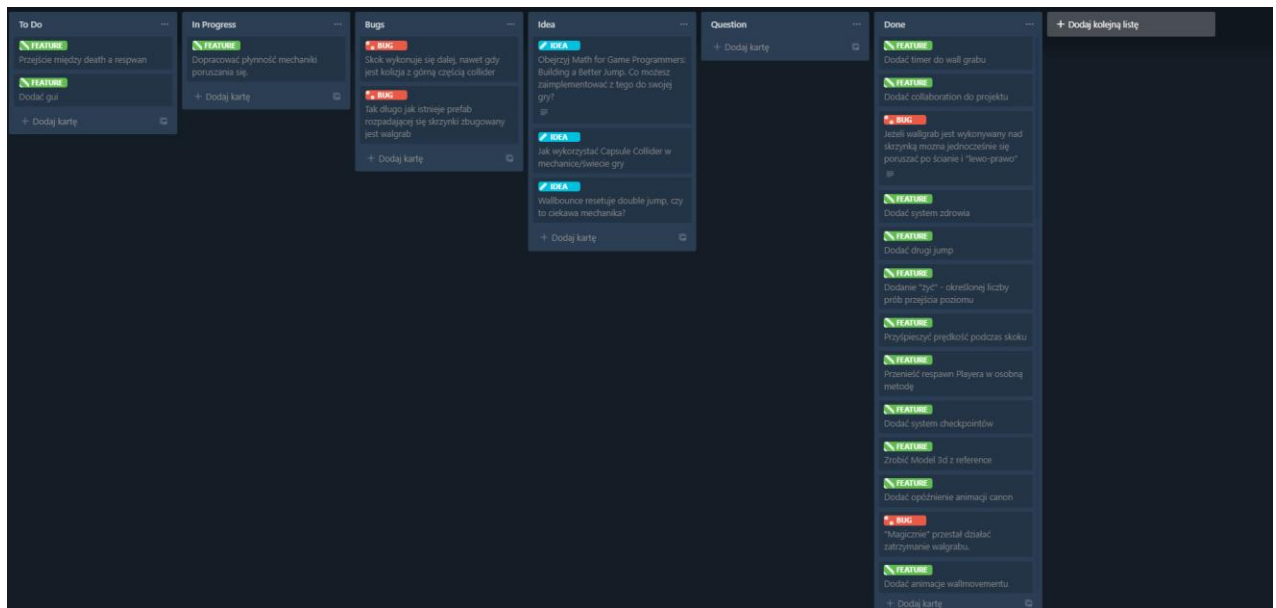 To Do
FEATURE
Przejście między death a respwan
FEATURE
Dodać gui
+ Dodaj kartę
In Progress
FEATURE
Dopracować płynność mechaniki
poruszania się.
+ Dodaj kartę
Bugs
BUG
Skok wykonuje się dalej, nawet gdy
jest kolizja z górną częścią collider
BUG
Tak długo jak istnieje prefab
rozpadającej się skrzynki zbugowany
jest walgrab
+ Dodaj kartę
Idea
IDEA
Obejrzyj Math for Game Programmers:
Building a Better Jump. Co możesz
zaimplementować z tego do swojej
gry?
IDEA
Jak wykorzystać Capsule Collider w
mechanice/świecie gry
IDEA
Wallbounce resetuje double jump, czy
to ciekawa mechanika?
+ Dodaj kartę
Question
+ Dodaj kartę
Done
FEATURE
Dodać timer do wall grabu
FEATURE
Dodać collaboration do projektu
BUG
Jeżeli wallgrab jest wykonywany nad
skrzynką mozna jednocześnie się
poruszać po ścianie i "lewo-prawo"
FEATURE
Dodać system zdrowia
FEATURE
Dodać drugi jump
FEATURE
Dodanie "żyć" - określonej liczby
prób przejścia poziomu
FEATURE
Przyśpieszyć prędkość podczas skoku
FEATURE
Przenieść respawn Playera w osobną
metodę
FEATURE
Dodać system checkpointów
FEATURE
Zrobić Model 3d z reference
FEATURE
Dodać opóźnienie animacji canon
BUG
"Magicznie" przestał działać
zatrzymanie walgrabu.
FEATURE
Dodać animacje wallmovementu
+ Dodaj kartę
+ Dodaj kolejną listę